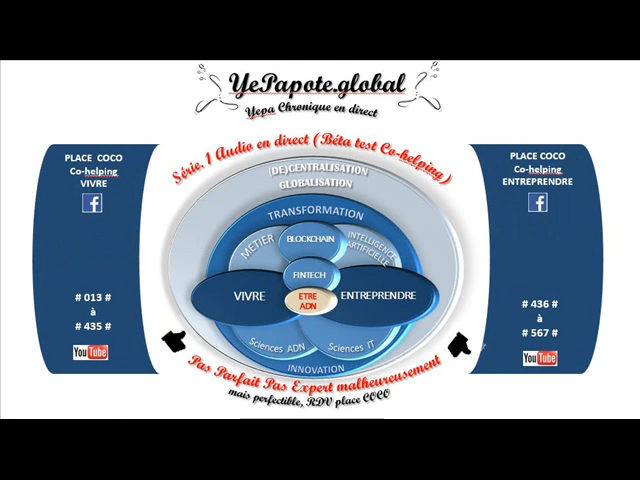 YePapote.global
Yepa Chronique en direct
Série, 1 Audio en direct (Béta test Co-helping)
PLACE COCO
Co-helping
VIVRE
# 013 #
à
# 435 #
YouTube
(DE)CENTRALISATION
GLOBALISATION
TRANSFORMATION
METIER
BLOCKCHAIN
INTELLIGENCE
ARTIFICIELLE
FINTECH
VIVRE
ETRE
ADN
ENTREPRENDRE
Sciences ADN
Sciences IT
INNOVATION
PLACE COCO
Co-helping
ENTREPRENDRE
# 436 #
à
# 567 #
YouTube
Pas Parfait Pas Expert malheureusement
mais perfectible, RDV place COCO